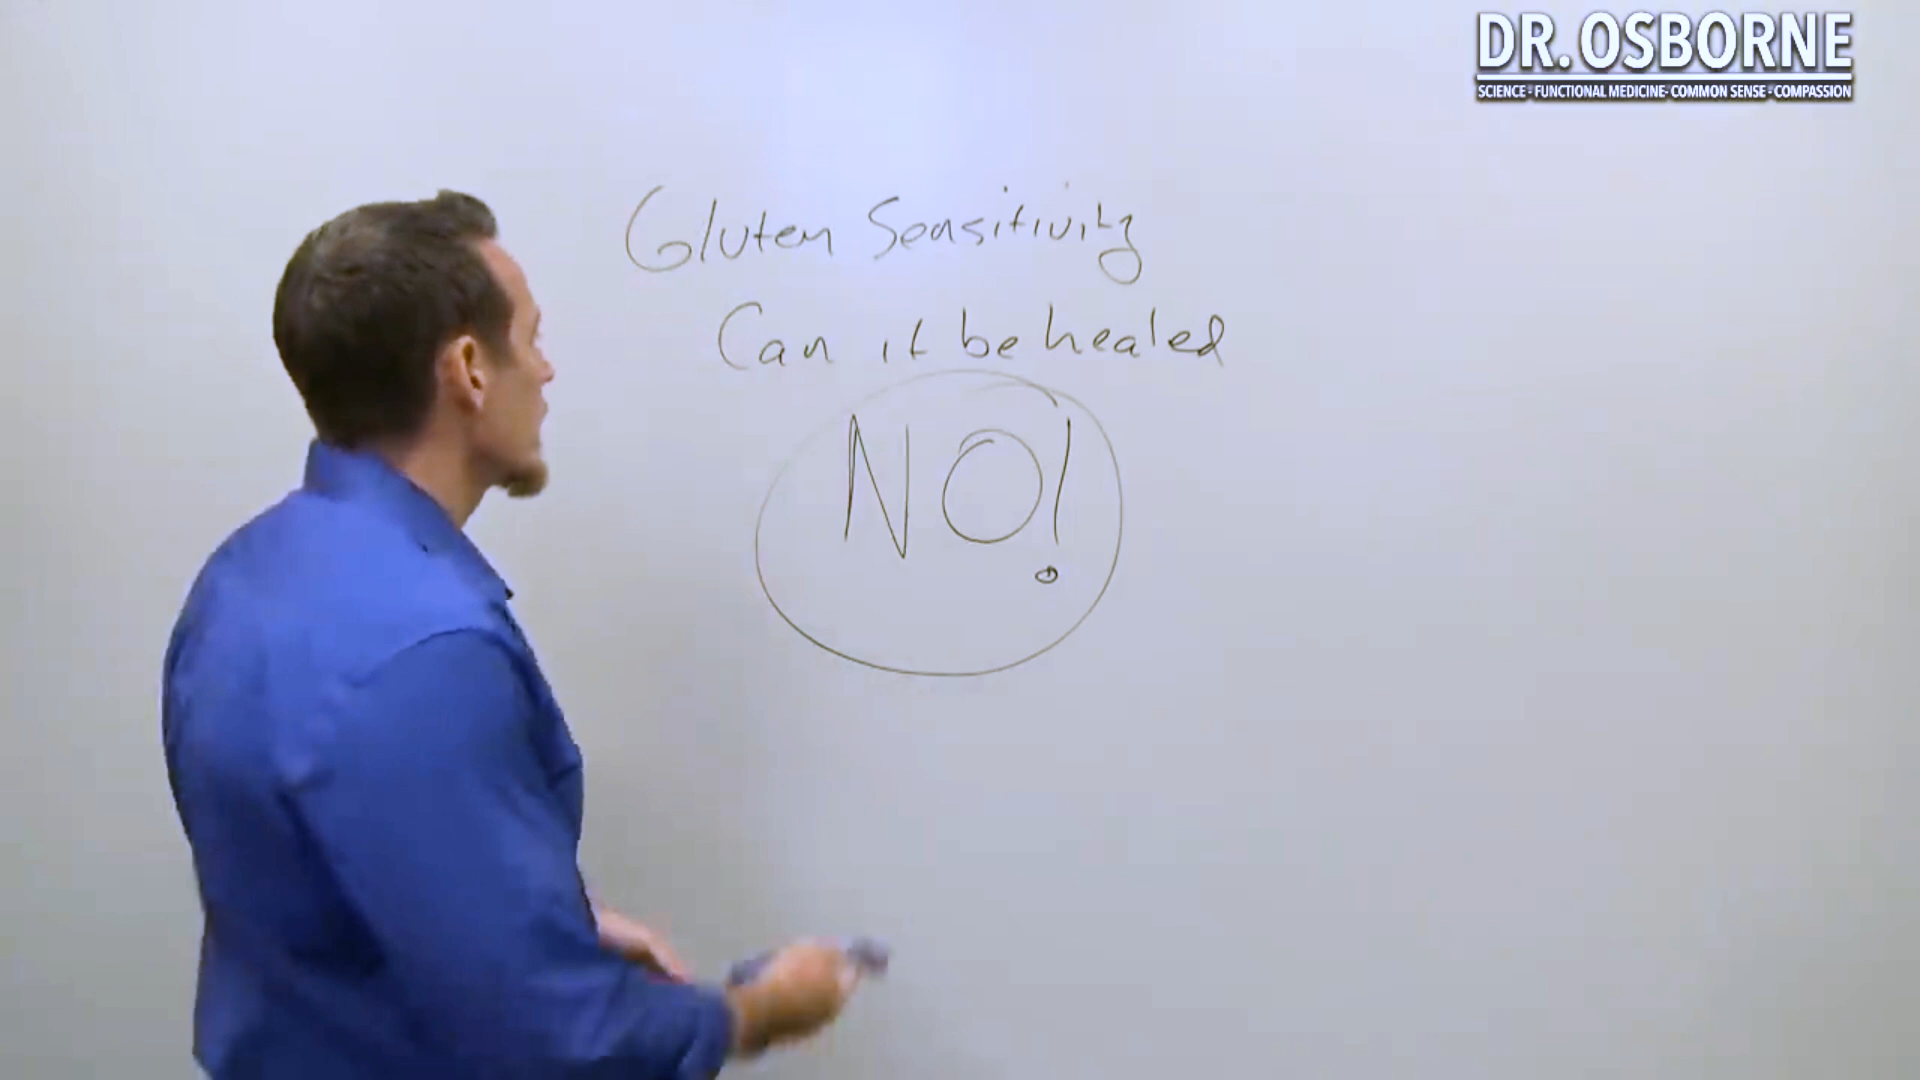 DR. OSBORNE
SCIENCE - FUNCTIONAL MEDICINE - COMMON SENSE - COMPASSION
Gluten Sensitivity
Can it be healed
NO!